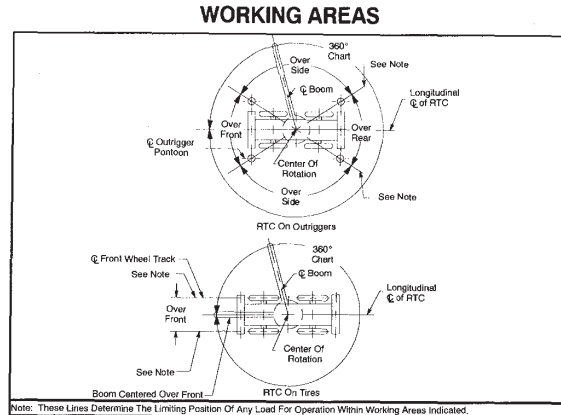 WORKING AREAS
360°
Chart
Over
Side
See Note
℄ Boom
Longitudinal
℄ of RTC
Over
Front
Over
Rear
℄ Outrigger
Pontoon
Center Of
Rotation
Over
Side
See Note
RTC On Outriggers
360°
Chart
℄ Front Wheel Track
See Note
℄ Boom
Longitudinal
℄ of RTC
Over
Front
Center Of
Rotation
See Note
Boom Centered Over Front
RTC On Tires
Note: These Lines Determine The Limiting Position Of Any Load For Operation Within Working Areas Indicated.